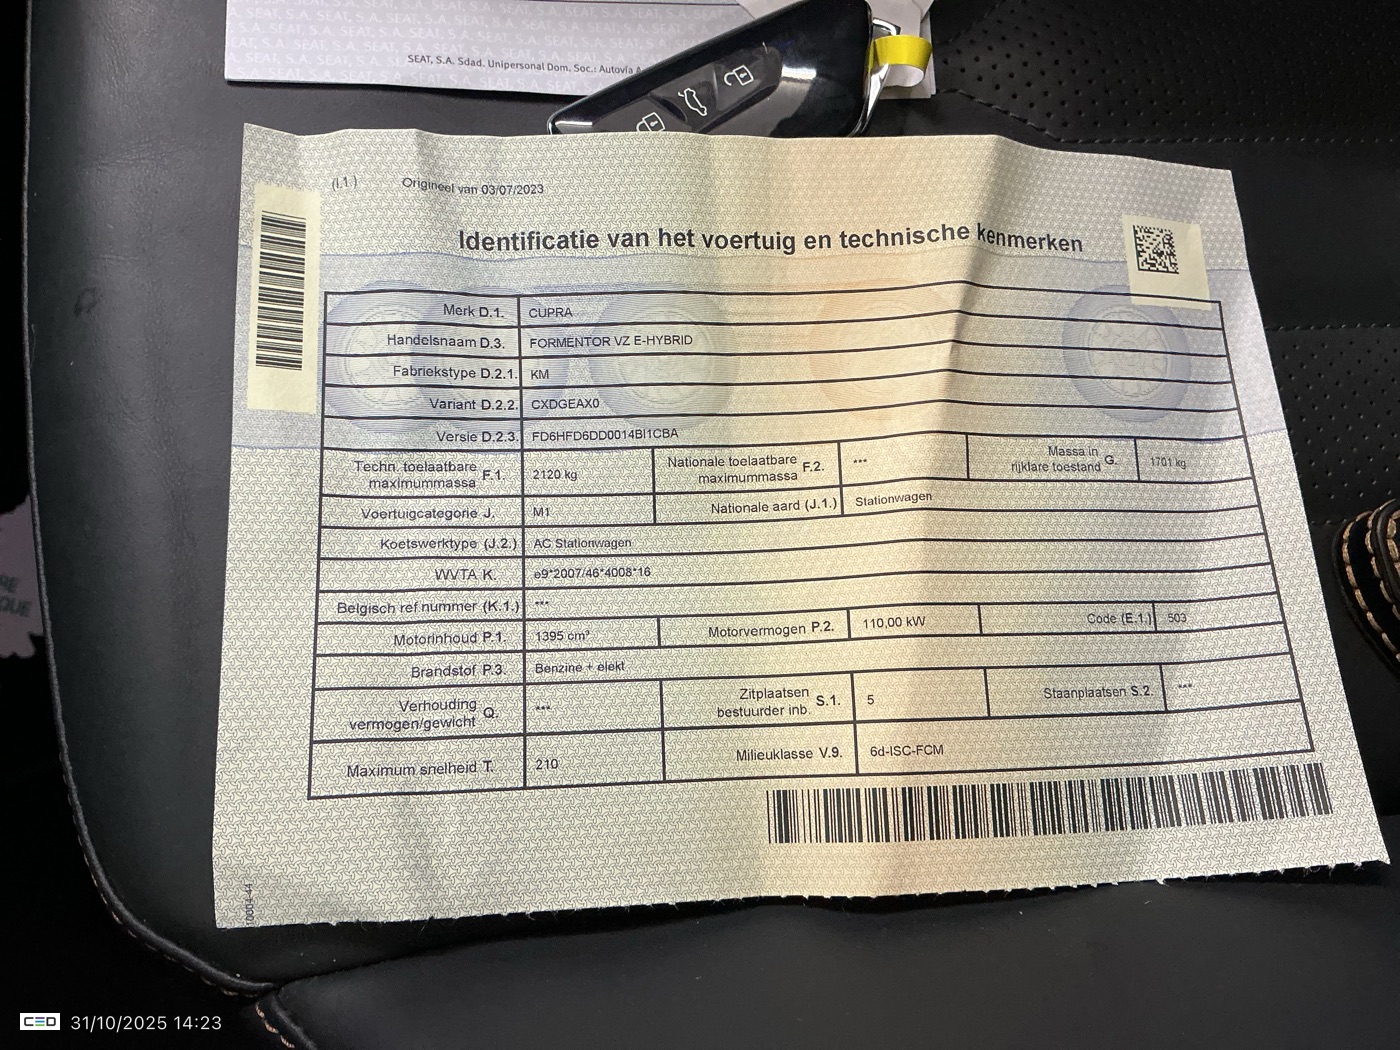 SEAT, S.A. Sdad. Unipersonal Dom. Soc.: Autovía A
(I.1.) Origineel van 03/07/2023
Identificatie van het voertuig en technische kenmerken
Merk D.1. CUPRA
Handelsnaam D.3. FORMENTOR VZ E-HYBRID
Fabriekstype D.2.1. KM
Variant D.2.2. CXDGEAX0
Versie D.2.3. FD6HFD6DD0014BI1CBA
Techn. toelaatbare maximummassa F.1. 2120 kg Nationale toelaatbare maximummassa F.2. *** Massa in rijklare toestand G. 1701 kg
Voertuigcategorie J. M1 Nationale aard (J.1.) Stationwagen
Koetswerktype (J.2.) AC Stationwagen
WVTA K. e9*2007/46*4008*16
Belgisch ref nummer (K.1.) ***
Motorinhoud P.1. 1395 cm³ Motorvermogen P.2. 110,00 kW Code (E.1.) 503
Brandstof P.3. Benzine + elekt
Verhouding vermogen/gewicht Q. *** Zitplaatsen bestuurder inb. S.1. 5 Staanplaatsen S.2. ***
Maximum snelheid T. 210 Milieuklasse V.9. 6d-ISC-FCM
CED 31/10/2025 14:23